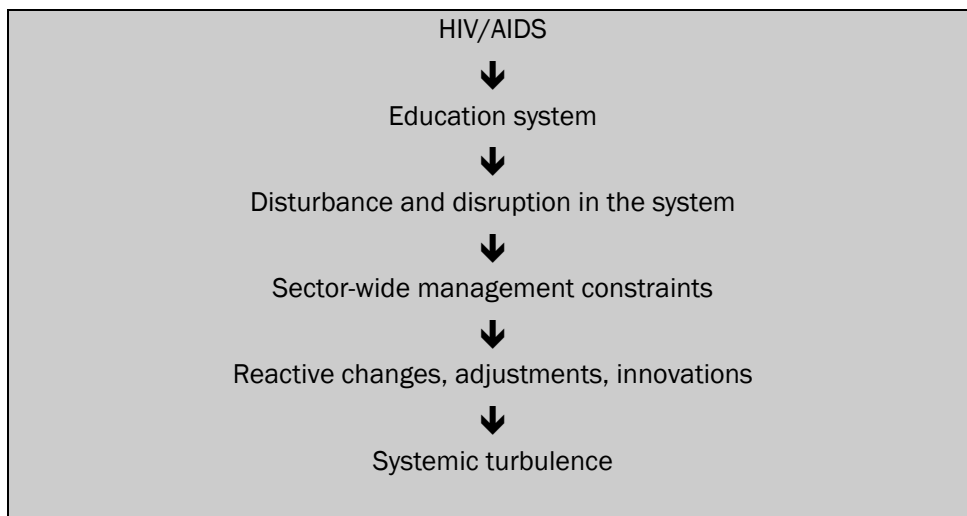 HIV/AIDS
Education system
Disturbance and disruption in the system
Sector-wide management constraints
Reactive changes, adjustments, innovations
Systemic turbulence